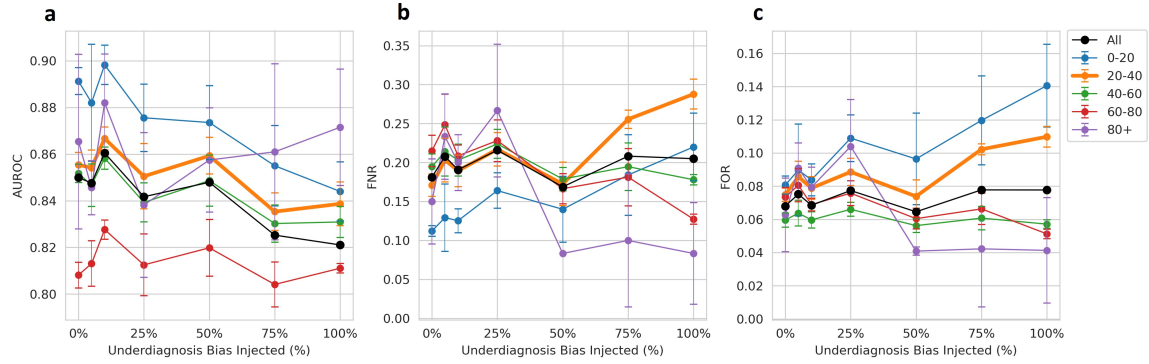 a
AUROC
0.90
0.88
0.86
0.84
0.82
0.80
0% 25% 50% 75% 100%
Underdiagnosis Bias Injected (%)
b
FNR
0.35
0.30
0.25
0.20
0.15
0.10
0.05
0.00
0% 25% 50% 75% 100%
Underdiagnosis Bias Injected (%)
c
FOR
0.16
0.14
0.12
0.10
0.08
0.06
0.04
0.02
0.00
0% 25% 50% 75% 100%
Underdiagnosis Bias Injected (%)
All
0-20
20-40
40-60
60-80
80+